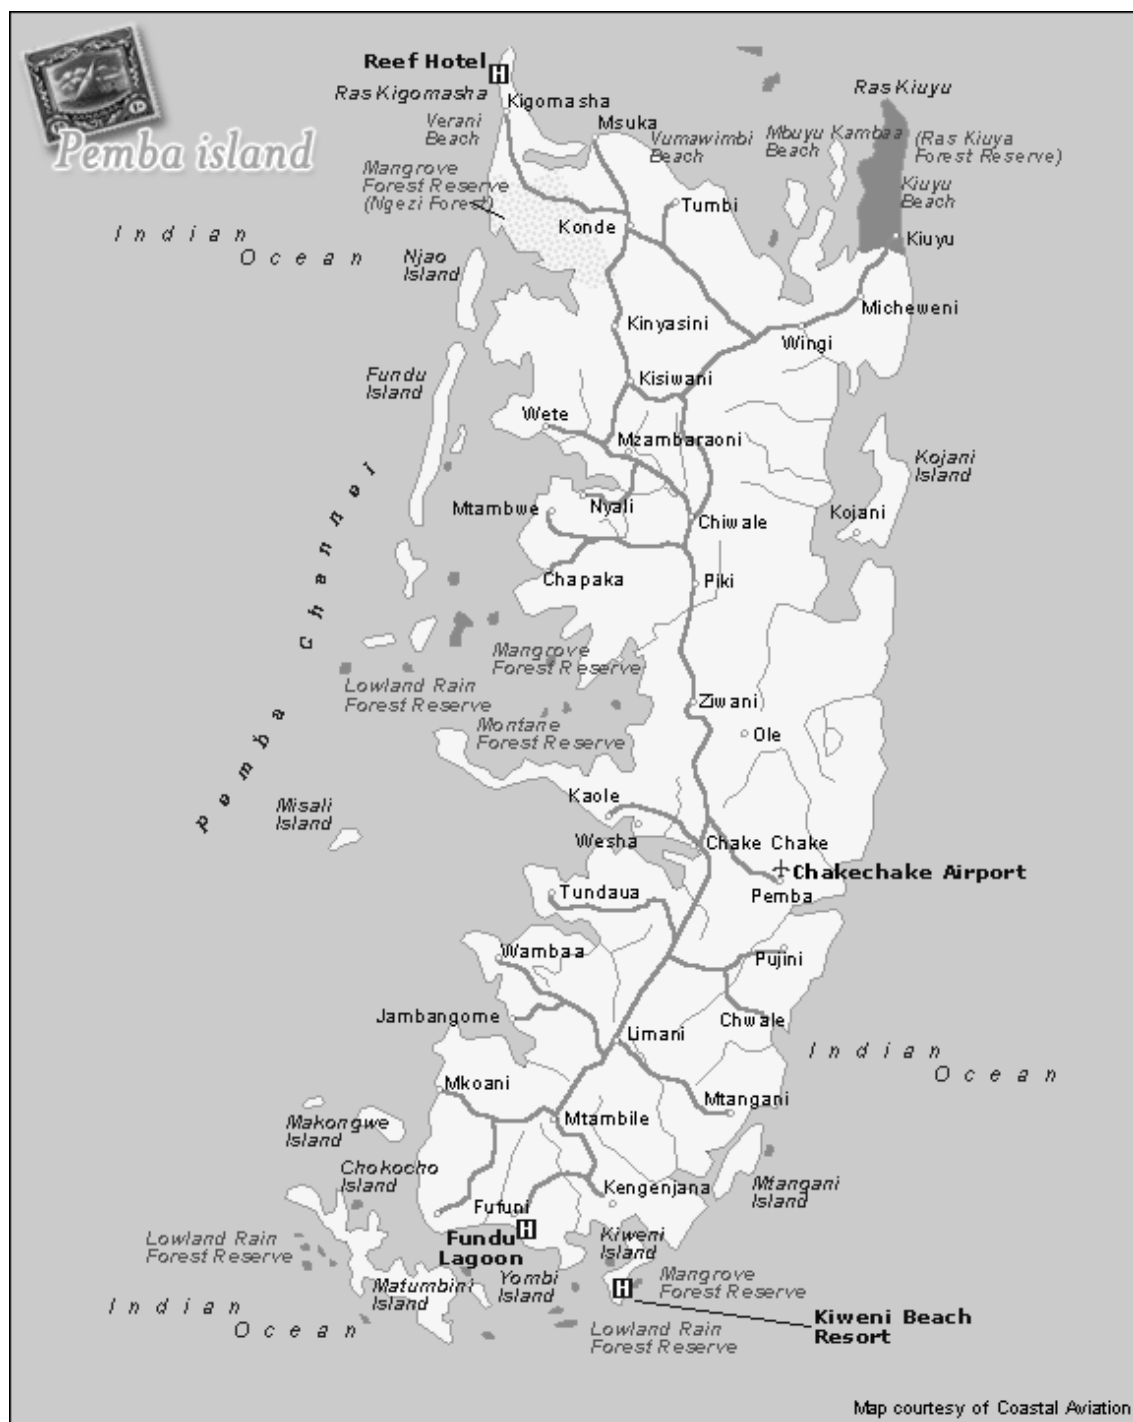 Pemba island
Reef Hotel
H
Ras Kigomasha
Kigomasha
Verani
Beach
Msuka
Vumawimbi
Beach
Mbuyu Kambaa
Beach
Ras Kiuyu
(Ras Kiuya
Forest Reserve)
Kiuyu
Beach
Mangrove
Forest Reserve
(Ngezi Forest)
Tumbi
Konde
Kiuyu
Indian
Ocean
Njao
Island
Micheweni
Kinyasini
Wingi
Fundu
Island
Kisiwani
Wete
Mzambaraoni
Kojani
Island
Mtambwe
Nyali
Chiwale
Kojani
Pemba Channel
Chapaka
Piki
Mangrove
Forest Reserve
Lowland Rain
Forest Reserve
Ziwani
Montane
Forest Reserve
Ole
Kaole
Misali
Island
Wesha
Chake Chake
Chakechake Airport
Tundaua
Pemba
Wambaa
Pujini
Jambangome
Chwale
Limani
Indian
Ocean
Mkoani
Mtangani
Makongwe
Island
Mtambile
Chokocho
Island
Mtangani
Island
Kengenjana
Fufuni
H
Fundu
Lagoon
Kiweni
Island
Lowland Rain
Forest Reserve
Matumbini
Island
Yombi
Island
H
Mangrove
Forest Reserve
Indian
Ocean
Kiweni Beach
Resort
Lowland Rain
Forest Reserve
Map courtesy of Coastal Aviation